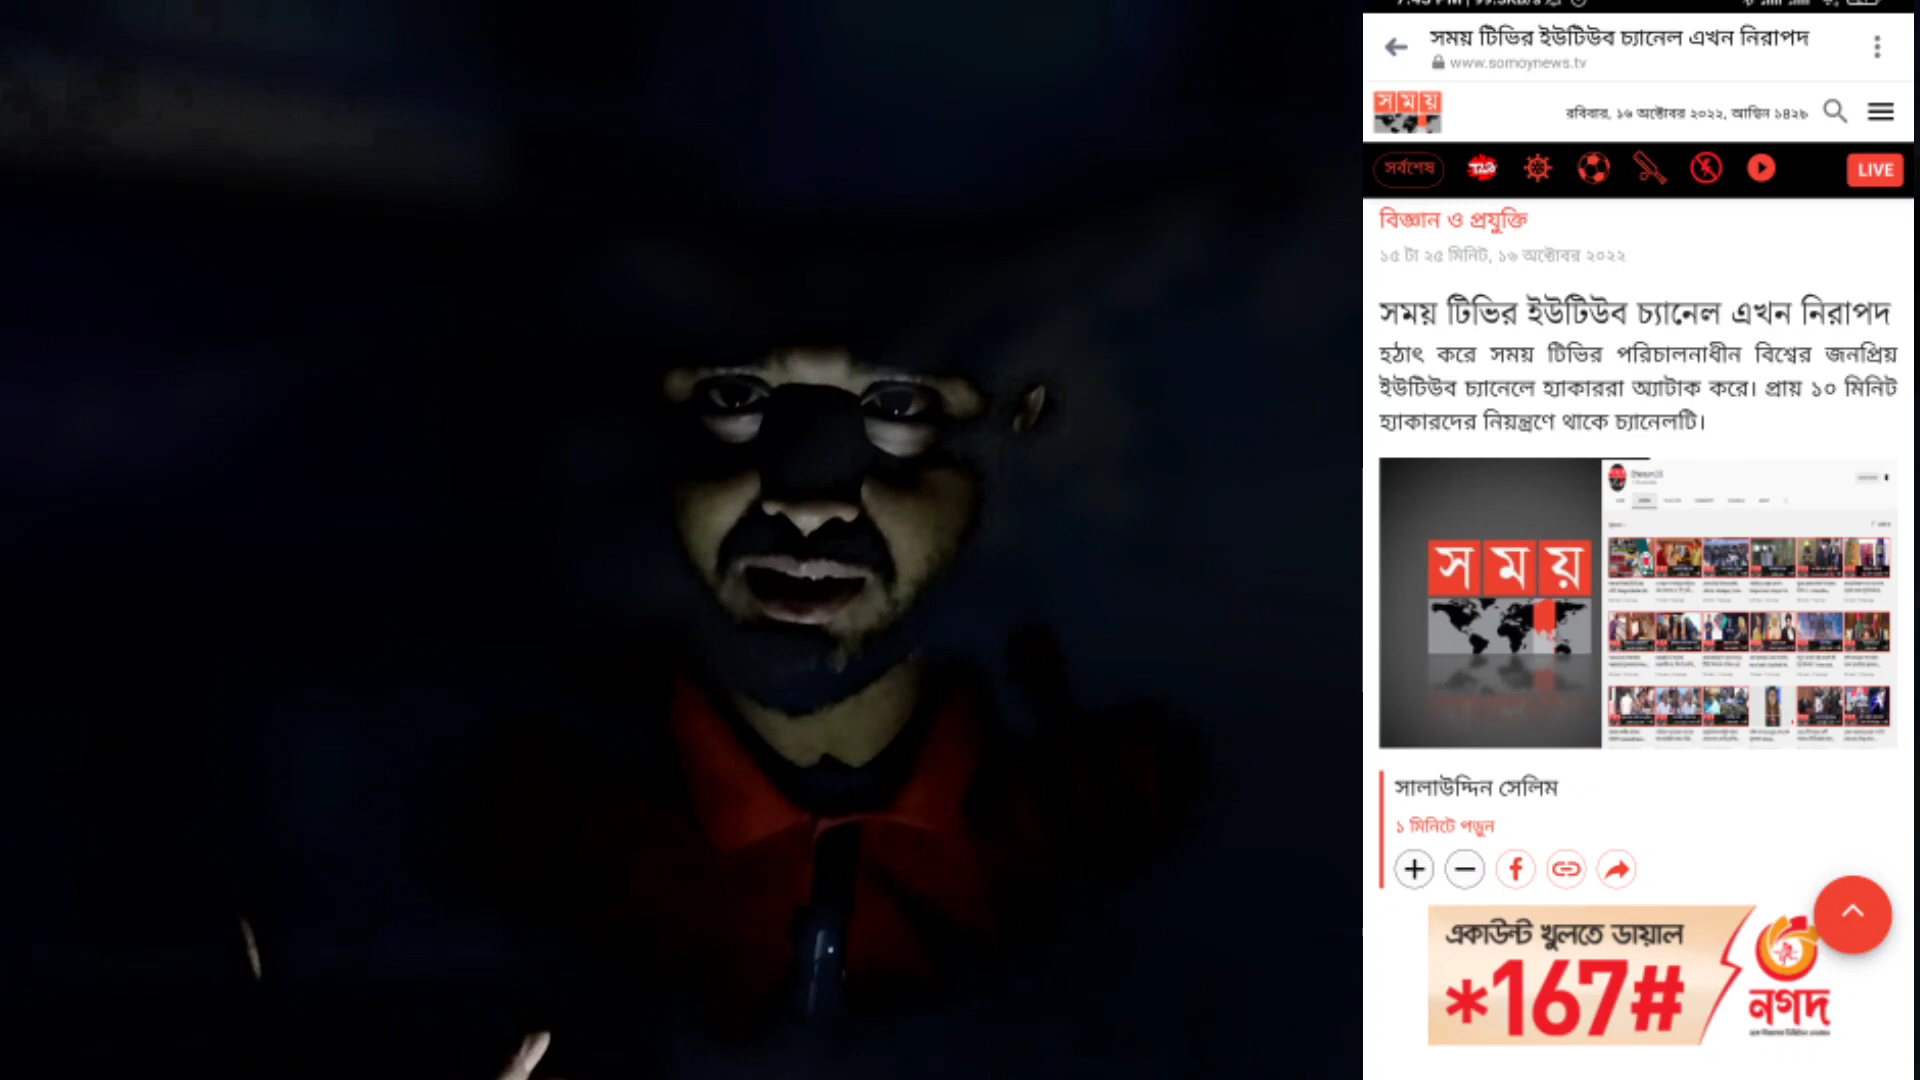 সময় টিভির ইউটিউব চ্যানেল এখন নিরাপদ
www.somoynews.tv
সময়
রবিবার, ১৬ অক্টোবর ২০২২, আশ্বিন ১৪২৯
সর্বশেষ
LIVE
বিজ্ঞান ও প্রযুক্তি
১৫ টা ২৫ মিনিট, ১৬ অক্টোবর ২০২২
সময় টিভির ইউটিউব চ্যানেল এখন নিরাপদ
হঠাৎ করে সময় টিভির পরিচালনাধীন বিশ্বের জনপ্রিয়
ইউটিউব চ্যানেলে হ্যাকাররা অ্যাটাক করে। প্রায় ১০ মিনিট
হ্যাকারদের নিয়ন্ত্রণে থাকে চ্যানেলটি।
সময়
সালাউদ্দিন সেলিম
১ মিনিটে পড়ুন
একাউন্ট খুলতে ডায়াল
*167#
নগদ